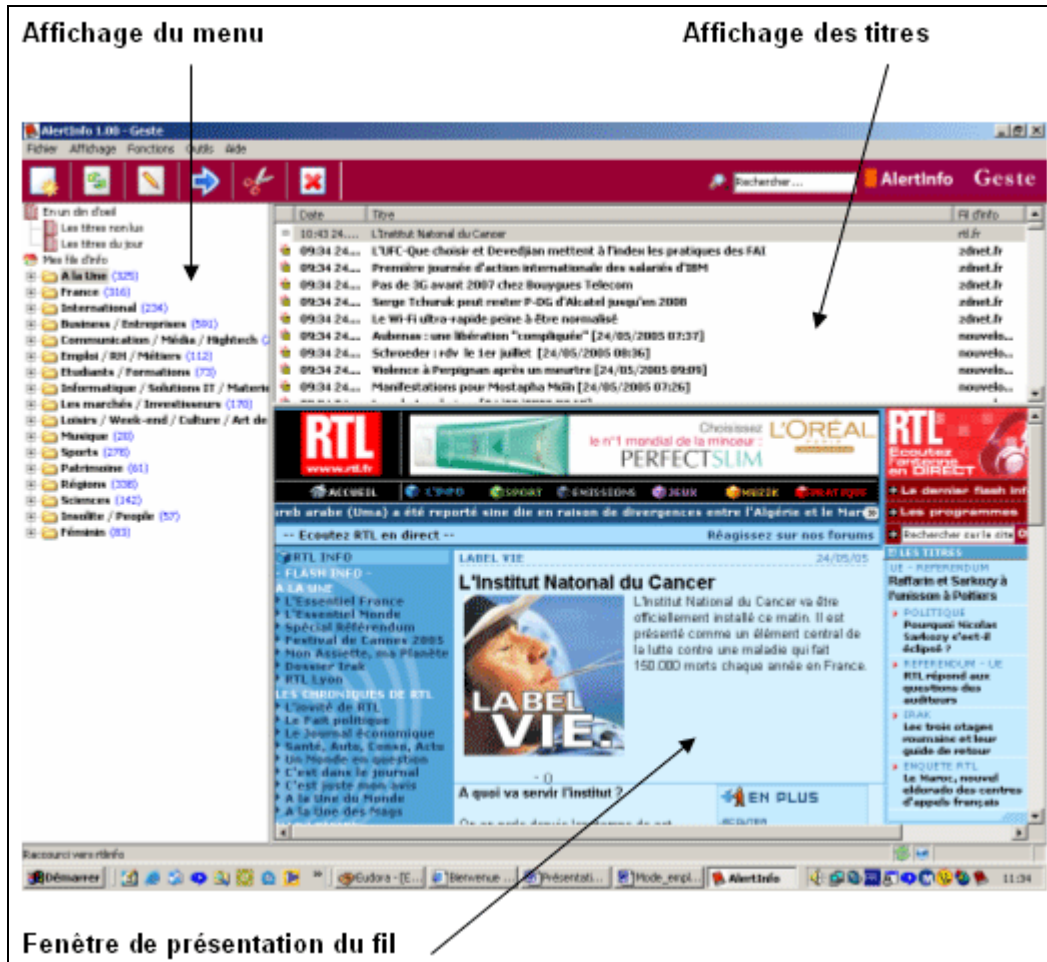 Affichage du menu
Affichage des titres
AlertInfo 1.00 - Geste
Fichier Affichage Fonctions Outils Aide
Rechercher ...
AlertInfo Geste
En un clin d'oeil
Les titres non lus
Les titres du jour
Mes fils d'info
A la Une (325)
France (316)
International (234)
Business / Entreprises (591)
Communication / Média / Hightech (
Emploi / RH / Métiers (112)
Etudiants / Formations (73)
Informatique / Solutions IT / Materie
Les marchés / Investisseurs (170)
Loisirs / Week-end / Culture / Art de
Musique (20)
Sports (278)
Patrimoine (61)
Régions (338)
Sciences (142)
Insolite / People (57)
Féminin (83)
Date Titre Fil d'info
10:43 24.... L'Institut Natonal du Cancer rtl.fr
09:34 24... L'UFC-Que choisir et Devedjian mettent à l'index les pratiques des FAI zdnet.fr
09:34 24... Première journée d'action internationale des salariés d'IBM zdnet.fr
09:34 24... Pas de 3G avant 2007 chez Bouygues Telecom zdnet.fr
09:34 24... Serge Tchuruk peut rester P-DG d'Alcatel jusqu'en 2008 zdnet.fr
09:34 24... Le Wi-Fi ultra-rapide peine à être normalisé zdnet.fr
09:34 24... Aubenas : une libération "compliquée" [24/05/2005 07:37] nouvelo...
09:34 24... Schroeder : rdv le 1er juillet [24/05/2005 08:36] nouvelo...
09:34 24... Violence à Perpignan après un meurtre [24/05/2005 09:09] nouvelo...
09:34 24... Manifestations pour Mostapha Moïn [24/05/2005 07:26] nouvelo...
RTL
www.rtl.fr
Choisissez
le n°1 mondial de la
minceur :
PERFECTSLIM
L'ORÉAL
PARIS
RTL
Ecoutez
l'antenne
en DIRECT
ACCUEIL L'INFO SPORT EMISSIONS JEUX MUZIK PRATIQUE
Le dernier flash inf
reb arabe (Uma) a été reporté sine die en raison de divergences entre l'Algérie et le Mar
Les programmes
-- Ecoutez RTL en direct -- Réagissez sur nos forums
Rechercher sur le site
RTL INFO
- FLASH INFO -
A LA UNE
L'Essentiel France
L'Essentiel Monde
Spécial Référendum
Festival de Cannes 2005
Mon Assiette, ma Planète
Dossier Irak
RTL Lyon
LES CHRONIQUES DE RTL
L'invité de RTL
Le Fait politique
Le Journal économique
Santé, Auto, Conso, Actu
Un Monde en question
C'est dans le journal
C'est juste mon avis
A la Une du Monde
A la Une des mags
LABEL VIE 24/05/05
L'Institut Natonal du Cancer
L'Institut National du Cancer va être
officiellement installé ce matin. Il est
présenté comme un élément central de
la lutte contre une maladie qui fait
150.000 morts chaque année en France.
LABEL
VIE.
- ()
A quoi va servir l'institut ?
EN PLUS
LES TITRES
UE - REFERENDUM
Raffarin et Sarkozy à
l'unisson à Poitiers
POLITIQUE
Pourquoi Nicolas
Sarkozy s'est-il
éclipsé ?
REFERENDUM - UE
RTL répond aux
questions des
auditeurs
IRAK
Les trois otages
roumains et leur
guide de retour
ENQUETE RTL
Le Maroc, nouvel
eldorado des centres
d'appels français
Raccourci vers rtlinfo
Démarrer Eudora - [E... Bienvenue ... Présentati... Mode_empl... AlertInfo 11:34
Fenêtre de présentation du fil